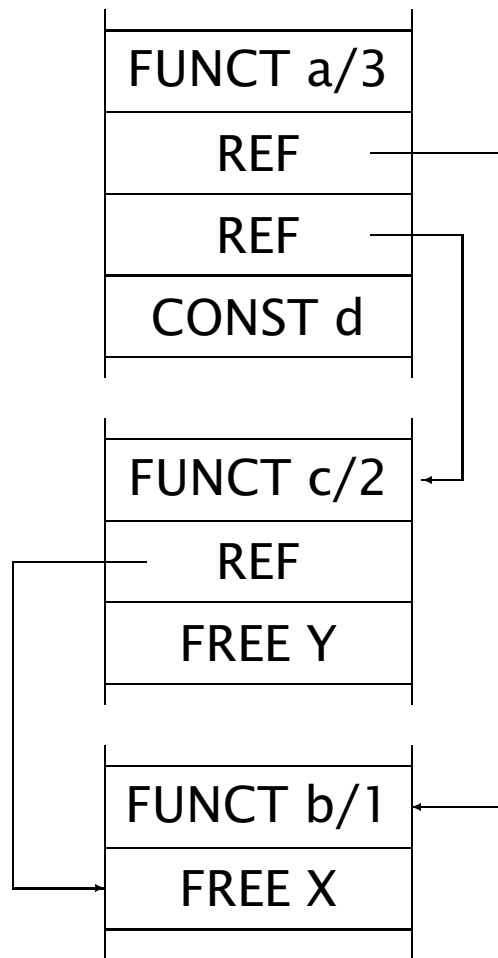 FUNCT a/3
REF
REF
CONST d
FUNCT c/2
REF
FREE Y
FUNCT b/1
FREE X